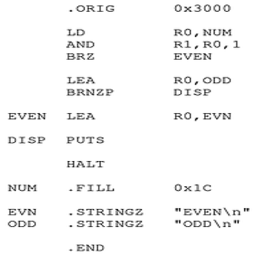 .ORIG 0x3000
LD R0,NUM
AND R1,R0,1
BRZ EVEN
LEA R0,ODD
BRNZP DISP
EVEN LEA R0,EVN
DISP PUTS
HALT
NUM .FILL 0x1C
EVN .STRINGZ "EVEN\n"
ODD .STRINGZ "ODD\n"
.END